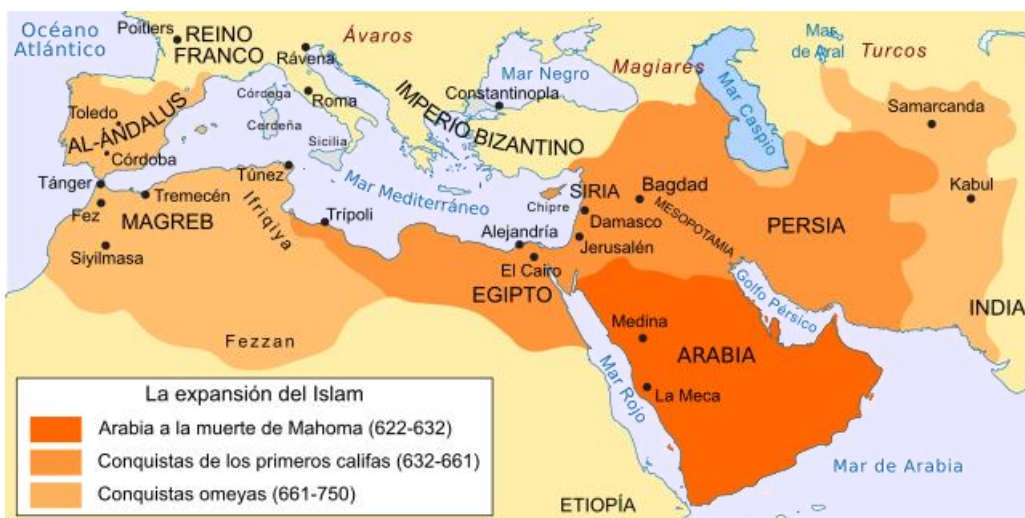 Océano
Atlántico
Poitiers
REINO
FRANCO
Ávaros
Rávena
Mar Negro
Magiares
Mar
de Aral
Turcos
Mar Caspio
Constantinopla
IMPERIO BIZANTINO
Córdega
Roma
Cerdeña
Sicilia
Toledo
AL-ÁNDALUS
Córdoba
Samarcanda
Tánger
Fez
Tremecén
Túnez
MAGREB
Ifriqiya
Siyilmasa
Mar Mediterráneo
Trípoli
Chipre
SIRIA
Bagdad
Damasco
MESOPOTAMIA
Jerusalén
PERSIA
Kabul
Alejandría
El Cairo
EGIPTO
Golfo Pérsico
INDIA
Fezzan
Medina
ARABIA
La Meca
Mar Rojo
Mar de Arabia
ETIOPÍA
La expansión del Islam
Arabia a la muerte de Mahoma (622-632)
Conquistas de los primeros califas (632-661)
Conquistas omeyas (661-750)